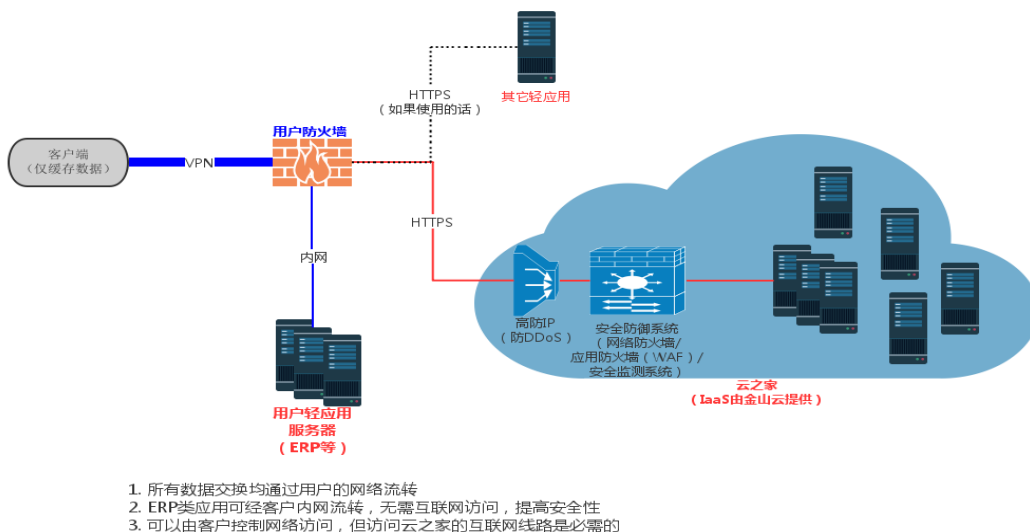 HTTPS
（如果使用的话）
其它轻应用
用户防火墙
客户端
（仅缓存数据）
VPN
HTTPS
内网
高防IP
（防DDoS）
安全防御系统
（网络防火墙/
应用防火墙（WAF）/
安全监测系统）
云之家
（IaaS由金山云提供）
用户轻应用
服务器
（ERP等）
1. 所有数据交换均通过用户的网络流转
2. ERP类应用可经客户内网流转，无需互联网访问，提高安全性
3. 可以由客户控制网络访问，但访问云之家的互联网线路是必需的